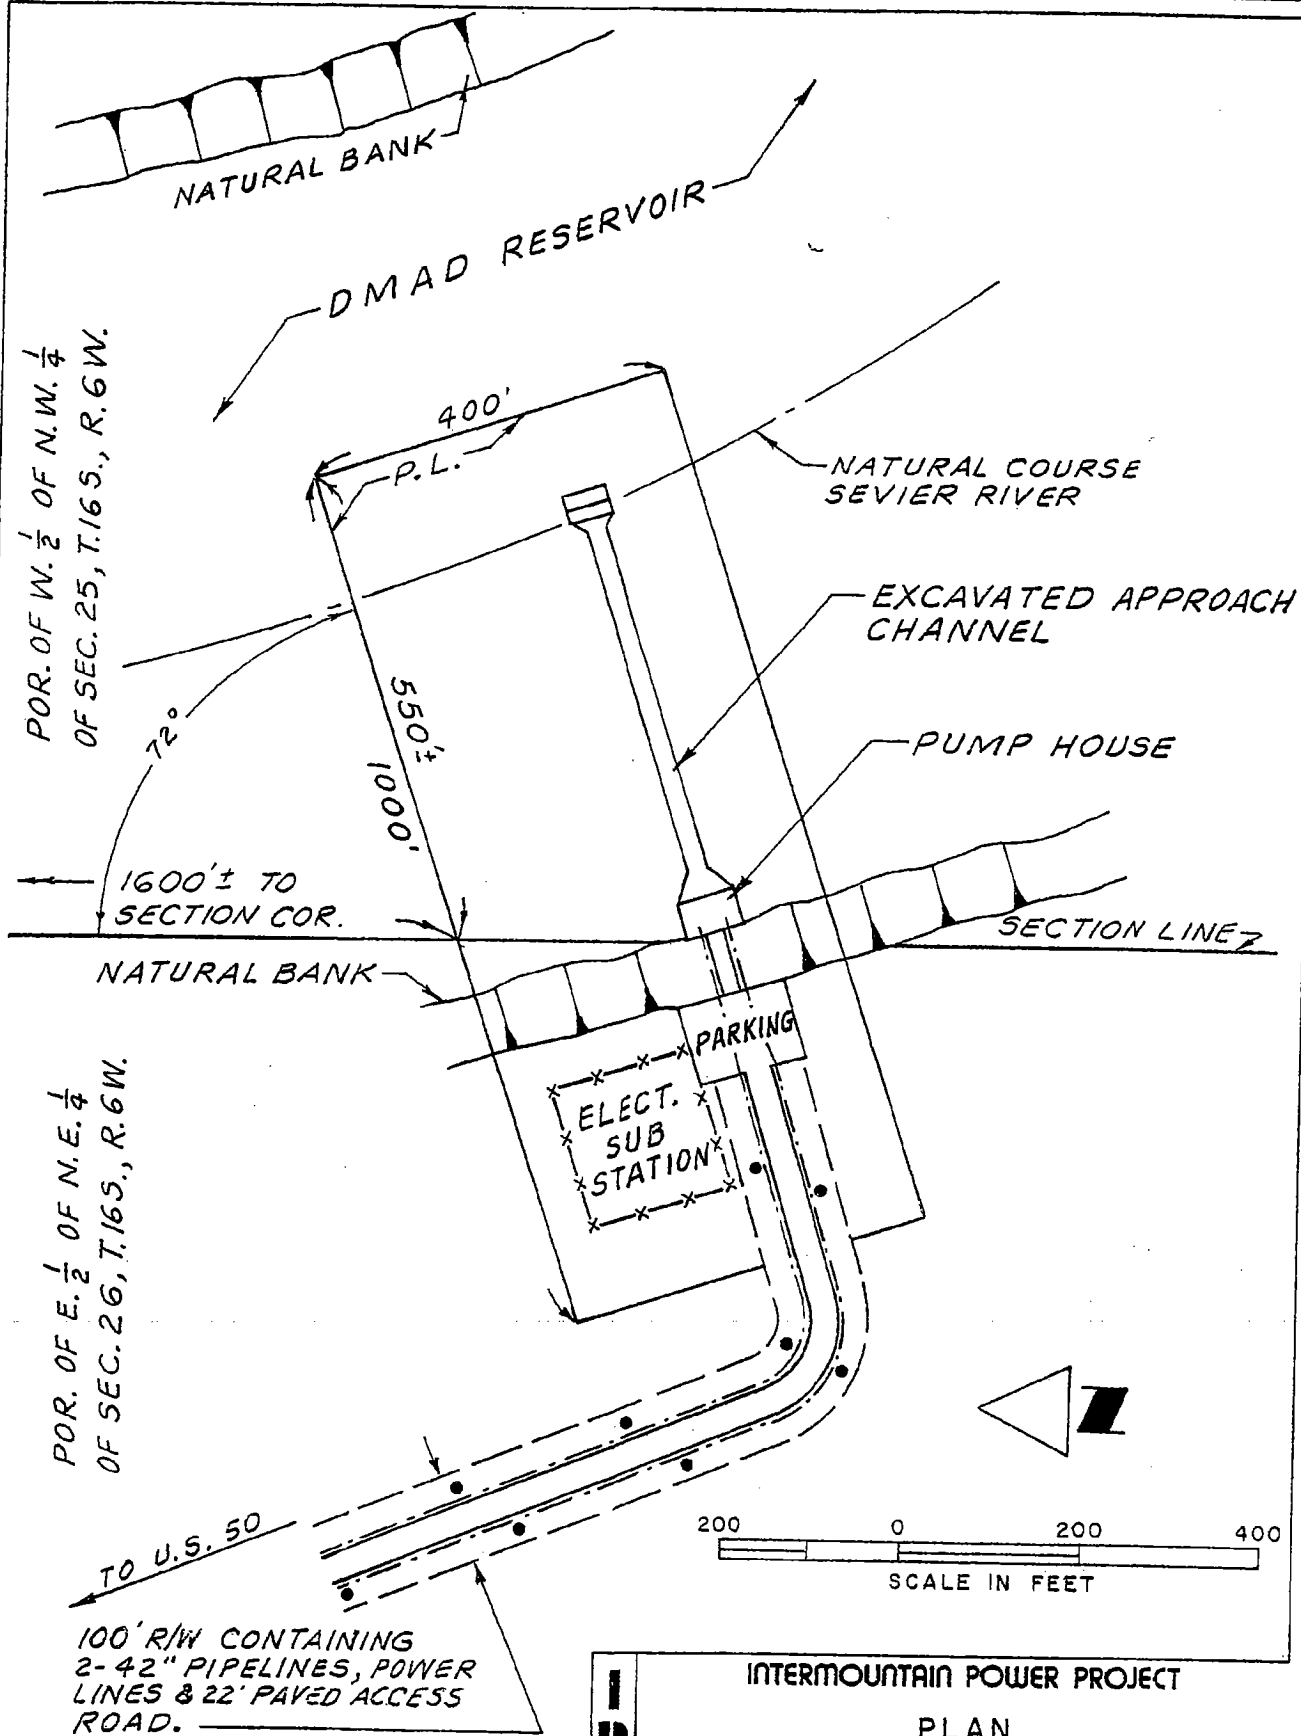 NATURAL BANK
DMAD RESERVOIR
POR. OF W. 1/2 OF N.W. 1/4
OF SEC. 25, T.16S., R.6W.
400'
P.L.
NATURAL COURSE
SEVIER RIVER
EXCAVATED APPROACH
CHANNEL
72°
550'±
1000'
PUMP HOUSE
1600'± TO
SECTION COR.
SECTION LINE
NATURAL BANK
PARKING
ELECT.
SUB
STATION
POR. OF E. 1/2 OF N.E. 1/4
OF SEC. 26, T.16S., R.6W.
N
TO U.S. 50
200 0 200 400
SCALE IN FEET
100' R/W CONTAINING
2-42" PIPELINES, POWER
LINES & 22' PAVED ACCESS
ROAD.
INTERMOUNTAIN POWER PROJECT
PLAN